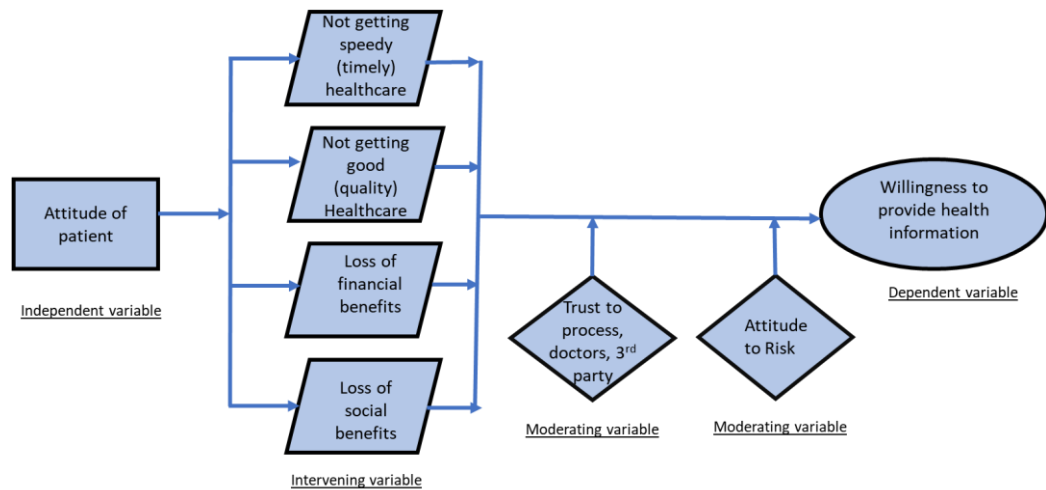 Not getting
speedy
(timely)
healthcare
Not getting
good
(quality)
Healthcare
Attitude of
patient
Independent variable
Loss of
financial
benefits
Loss of
social
benefits
Intervening variable
Trust to
process,
doctors, 3rd
party
Moderating variable
Attitude
to Risk
Moderating variable
Willingness to
provide health
information
Dependent variable